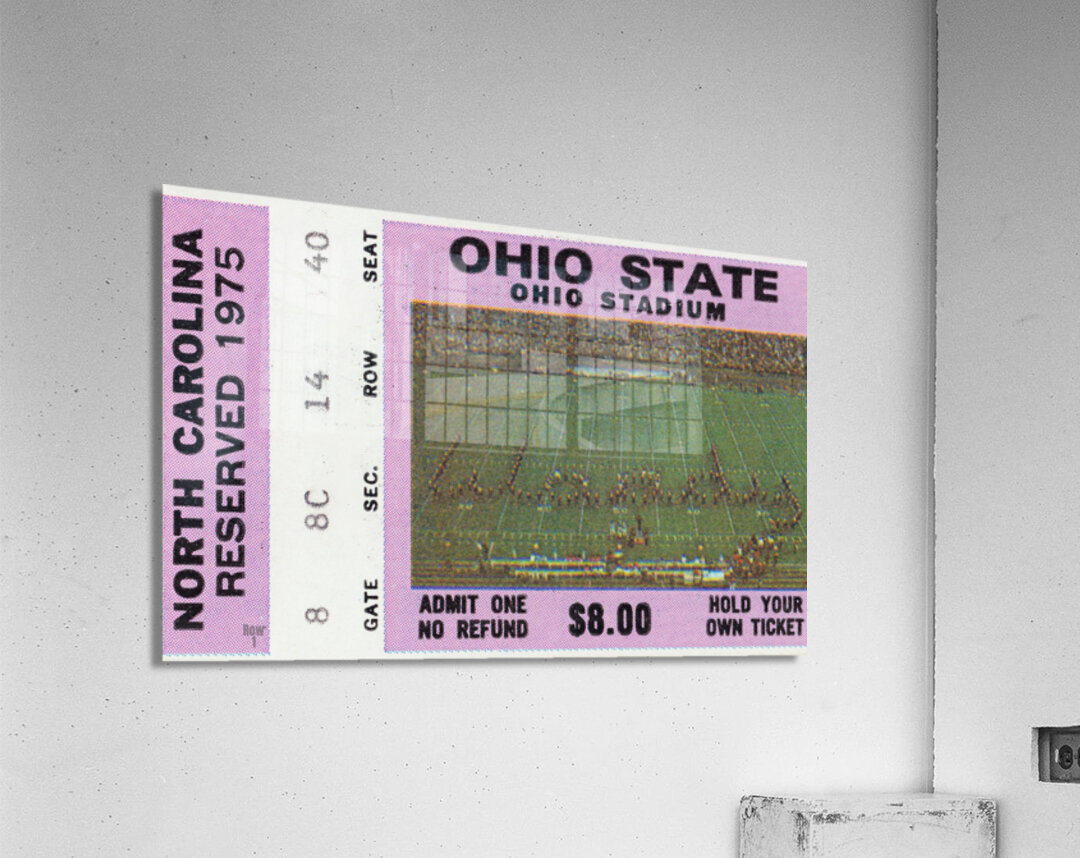 NORTH CAROLINA
RESERVED 1975
Row
1
40
14
8C
8
SEAT
ROW
SEC.
GATE
OHIO STATE
OHIO STADIUM
ADMIT ONE
NO REFUND
$8.00
HOLD YOUR
OWN TICKET